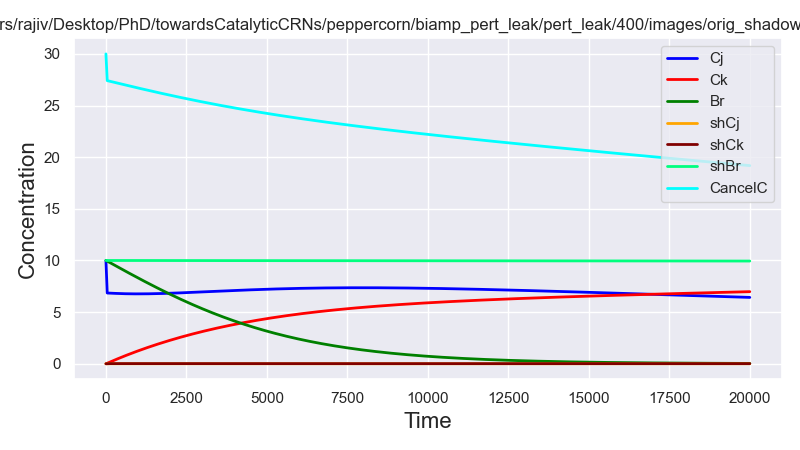 rs/rajiv/Desktop/PhD/towardsCatalyticCRNs/peppercorn/biamp_pert_leak/pert_leak/400/images/orig_shadow
30
25
20
15
10
5
0
Concentration
0 2500 5000 7500 10000 12500 15000 17500 20000
Time
Cj
Ck
Br
shCj
shCk
shBr
CancelC